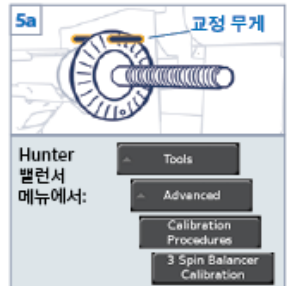 5a
교정 무게
Hunter
밸런서
메뉴에서:
Tools
Advanced
Calibration
Procedures
3 Spin Balancer
Calibration